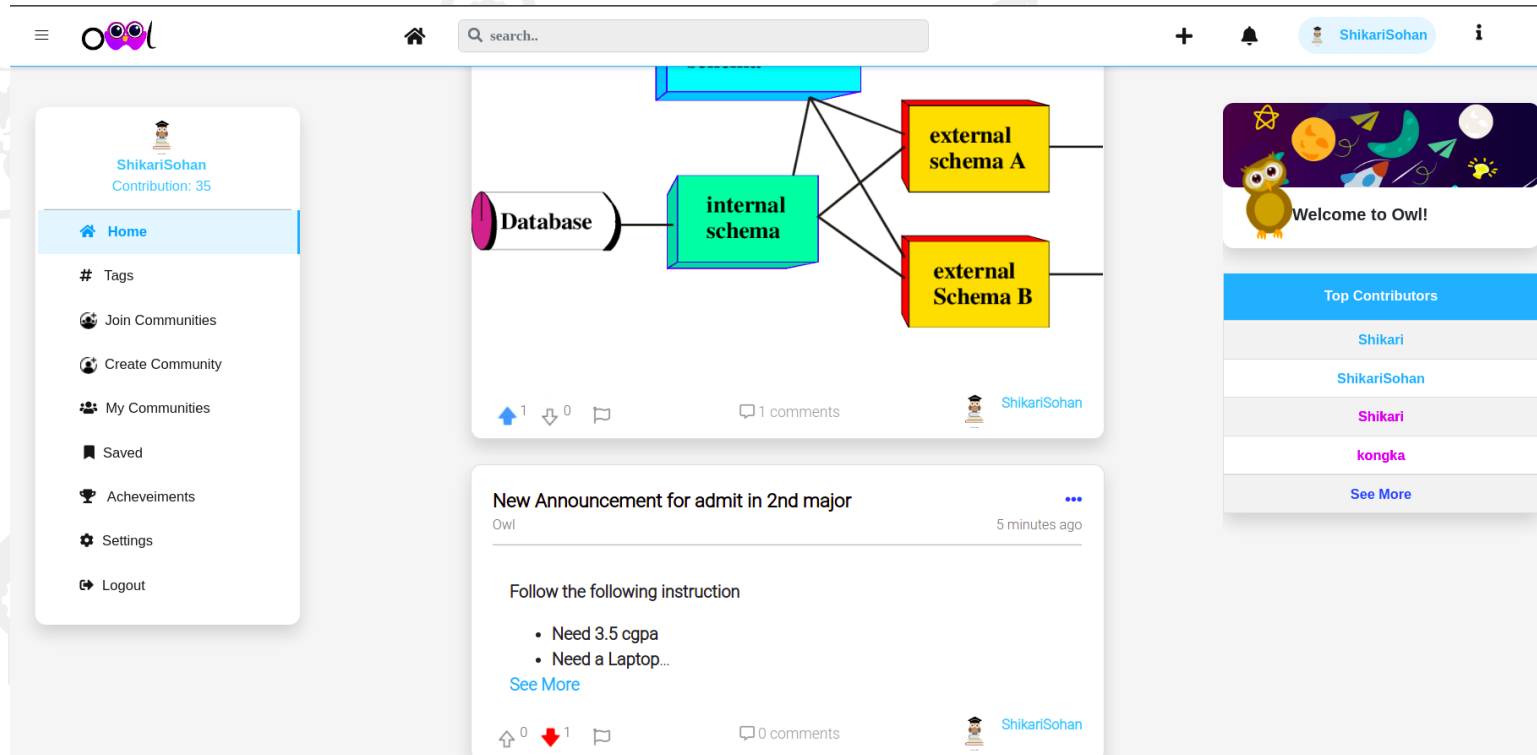 owl
search..
ShikariSohan
ShikariSohan
Contribution: 35
Home
Tags
Join Communities
Create Community
My Communities
Saved
Acheveiments
Settings
Logout
external
schema A
Database
internal
schema
external
Schema B
1
0
1 comments
ShikariSohan
New Announcement for admit in 2nd major
Owl
5 minutes ago
Follow the following instruction
• Need 3.5 cgpa
• Need a Laptop...
See More
0
1
0 comments
ShikariSohan
Welcome to Owl!
Top Contributors
Shikari
ShikariSohan
Shikari
kongka
See More